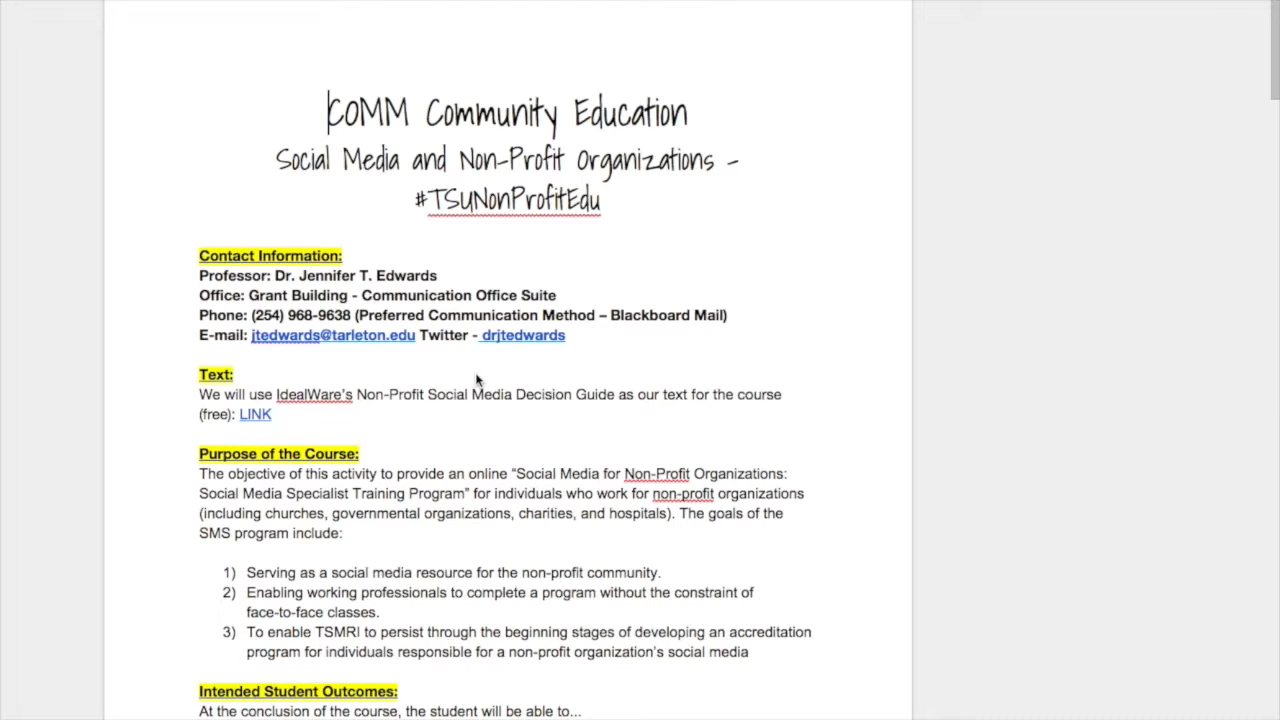 COMM Community Education
Social Media and Non-Profit Organizations -
#TSUNonProfitEdu
Contact Information:
Professor: Dr. Jennifer T. Edwards
Office: Grant Building - Communication Office Suite
Phone: (254) 968-9638 (Preferred Communication Method – Blackboard Mail)
E-mail: jtedwards@tarleton.edu Twitter - drjtedwards
Text:
We will use IdealWare's Non-Profit Social Media Decision Guide as our text for the course
(free): LINK
Purpose of the Course:
The objective of this activity to provide an online “Social Media for Non-Profit Organizations:
Social Media Specialist Training Program” for individuals who work for non-profit organizations
(including churches, governmental organizations, charities, and hospitals). The goals of the
SMS program include:
1) Serving as a social media resource for the non-profit community.
2) Enabling working professionals to complete a program without the constraint of
face-to-face classes.
3) To enable TSMRI to persist through the beginning stages of developing an accreditation
program for individuals responsible for a non-profit organization's social media
Intended Student Outcomes:
At the conclusion of the course, the student will be able to...